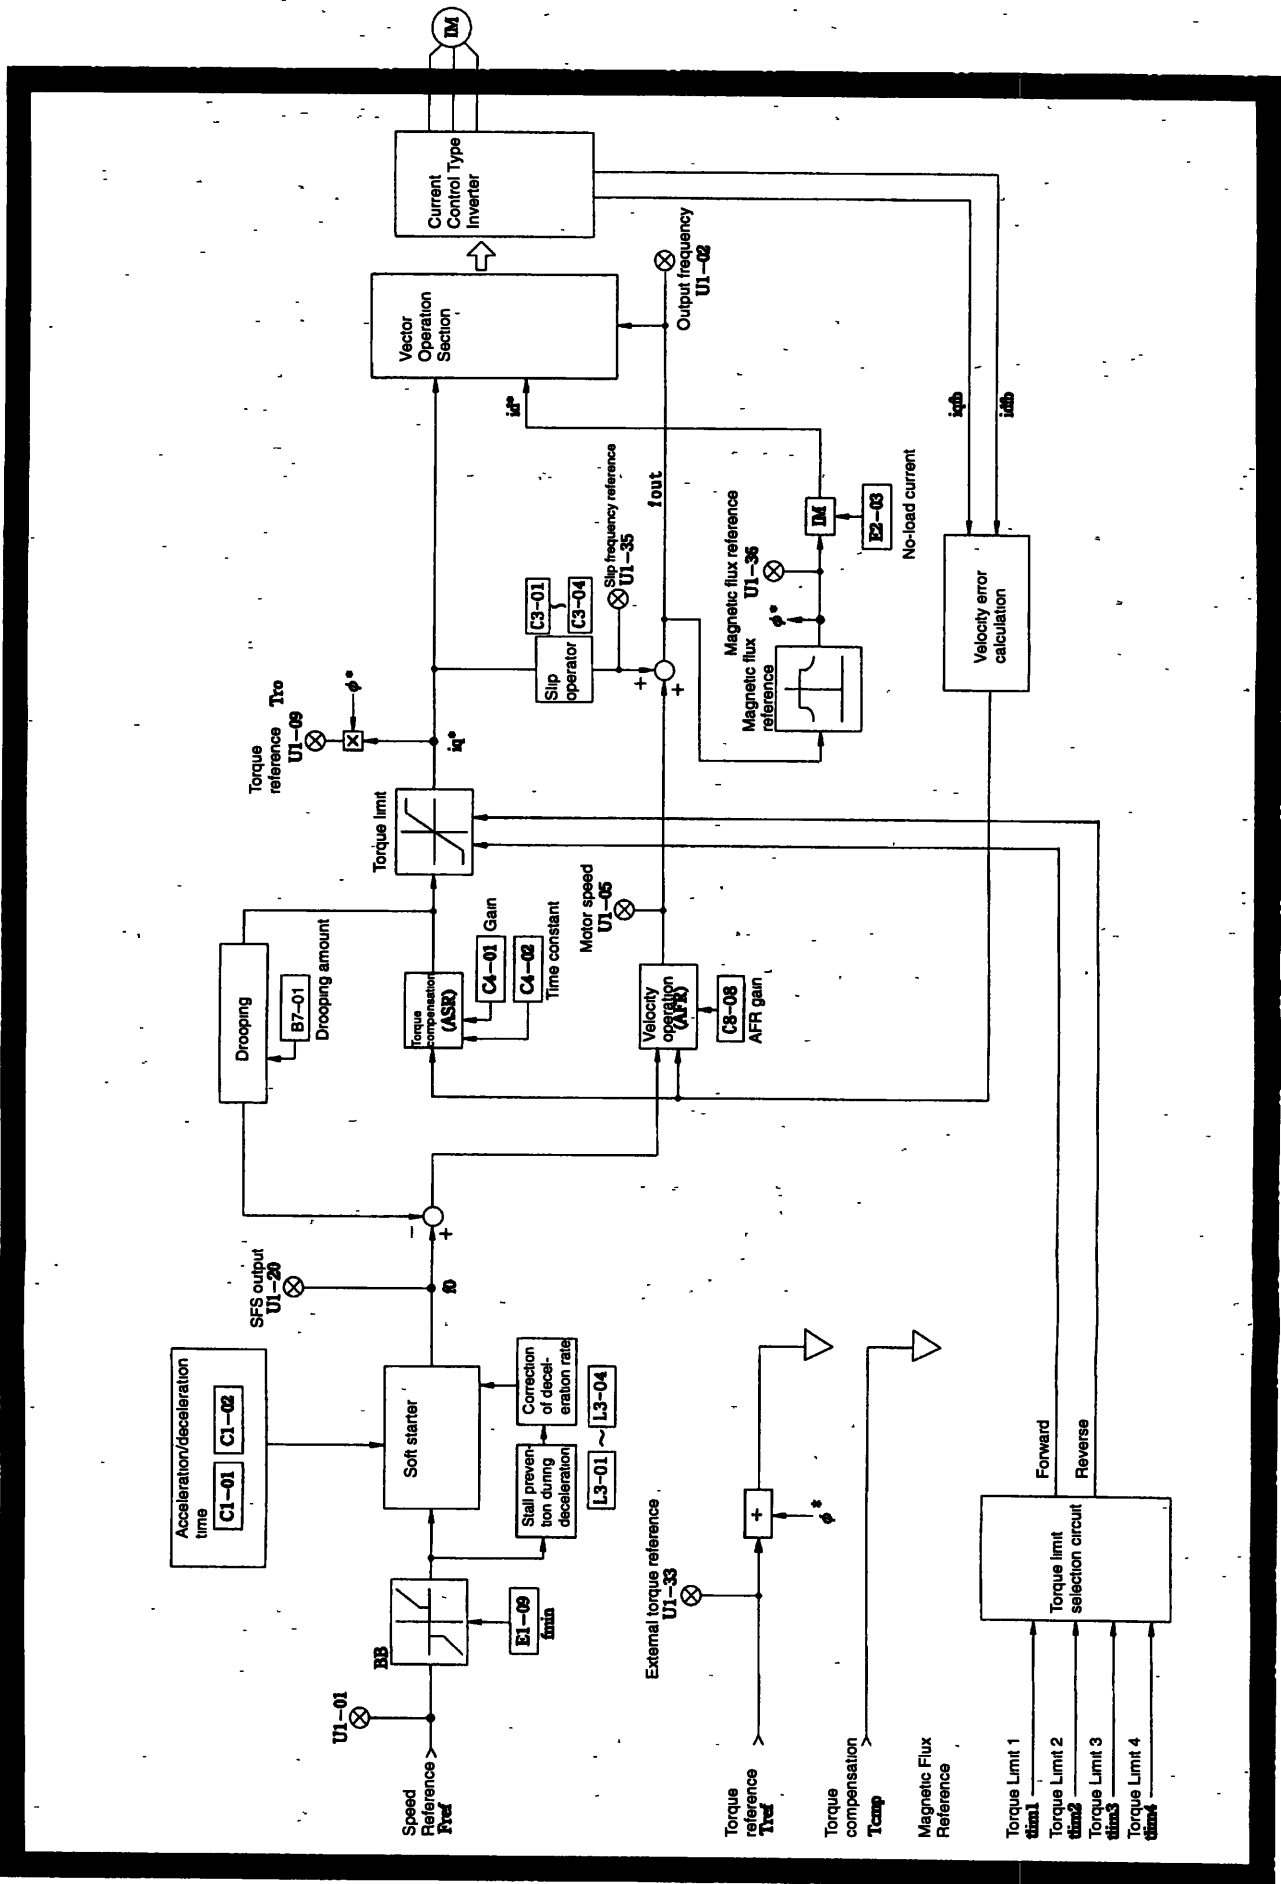 Speed
Reference
Fref
U1-01
BB
E1-09
fmin
Acceleration/deceleration
time
C1-01
C1-02
Soft starter
Stall preven-
tion during
deceleration
Correction
of decel-
eration rate
L3-01 ~ L3-04
SFS output
U1-20
f0
-
+
Drooping
B7-01
Drooping amount
Torque
compensation
(ASR)
C4-01
Gain
C4-02
Time constant
Velocity
operation
(AFR)
C8-08
AFR gain
Motor speed
U1-05
Torque limit
Torque
reference
Tro
U1-09
×
ϕ*
iq*
Slip
operator
C3-01
~
C3-04
Slip frequency reference
U1-35
+
+
fout
Magnetic flux
reference
Magnetic flux reference
U1-36
ϕ*
IM
E2-03
No-load current
id*
Vector
Operation
Section
Output frequency
U1-02
Current
Control Type
Inverter
IM
iqfb
idfb
Velocity error
calculation
Torque
reference
Tref
External torque reference
U1-33
÷
ϕ*
Torque
compensation
Tcmp
Magnetic Flux
Reference
Torque Limit 1
tlim1
Torque Limit 2
tlim2
Torque Limit 3
tlim3
Torque Limit 4
tlim4
Torque limit
selection circuit
Forward
Reverse